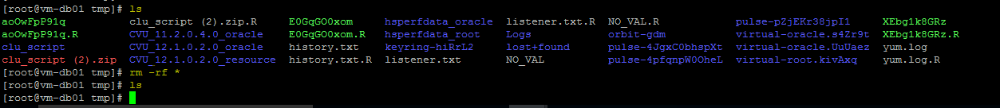 [root@vm-db01 tmp]# ls
aoOwFpP91q clu_script (2).zip.R E0GqGO0xom hsperfdata_oracle listener.txt.R NO_VAL.R pulse-pZjEKr38jpI1 XEbg1k8GRz
aoOwFpP91q.R CVU_11.2.0.4.0_oracle E0GqGO0xom.R hsperfdata_root Logs orbit-gdm virtual-oracle.s4Zr9t XEbg1k8GRz.R
clu_script CVU_12.1.0.2.0_oracle history.txt keyring-hiRrL2 lost+found pulse-4JgxC0bhspXt virtual-oracle.UuUaez yum.log
clu_script (2).zip CVU_12.1.0.2.0_resource history.txt.R listener.txt NO_VAL pulse-4pfqnpW0OheL virtual-root.kivAxq yum.log.R
[root@vm-db01 tmp]# rm -rf *
[root@vm-db01 tmp]# ls
[root@vm-db01 tmp]#